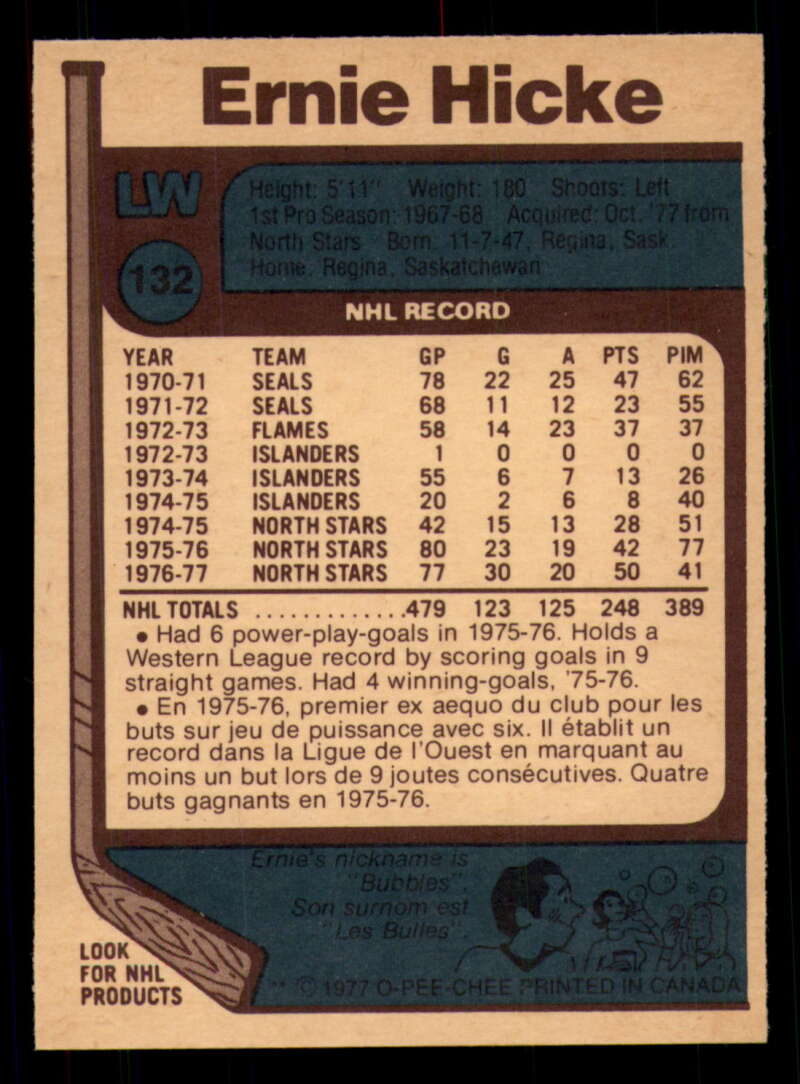 Ernie Hicke
LW
Height: 5'11" Weight: 180 Shoots: Left
1st Pro Season: 1967-68 Acquired: Oct. '77 from
North Stars Born: 11-7-47, Regina, Sask.
Home: Regina, Saskatchewan
132
NHL RECORD
YEAR TEAM GP G A PTS PIM
1970-71 SEALS 78 22 25 47 62
1971-72 SEALS 68 11 12 23 55
1972-73 FLAMES 58 14 23 37 37
1972-73 ISLANDERS 1 0 0 0 0
1973-74 ISLANDERS 55 6 7 13 26
1974-75 ISLANDERS 20 2 6 8 40
1974-75 NORTH STARS 42 15 13 28 51
1975-76 NORTH STARS 80 23 19 42 77
1976-77 NORTH STARS 77 30 20 50 41
NHL TOTALS .............479 123 125 248 389
• Had 6 power-play-goals in 1975-76. Holds a
Western League record by scoring goals in 9
straight games. Had 4 winning-goals, '75-76.
• En 1975-76, premier ex aequo du club pour les
buts sur jeu de puissance avec six. Il établit un
record dans la Ligue de l'Ouest en marquant au
moins un but lors de 9 joutes consécutives. Quatre
buts gagnants en 1975-76.
Ernie's nickname is
"Bubbles".
Son surnom est
"Les Bulles".
LOOK
FOR NHL
PRODUCTS
** © 1977 O-PEE-CHEE PRINTED IN CANADA